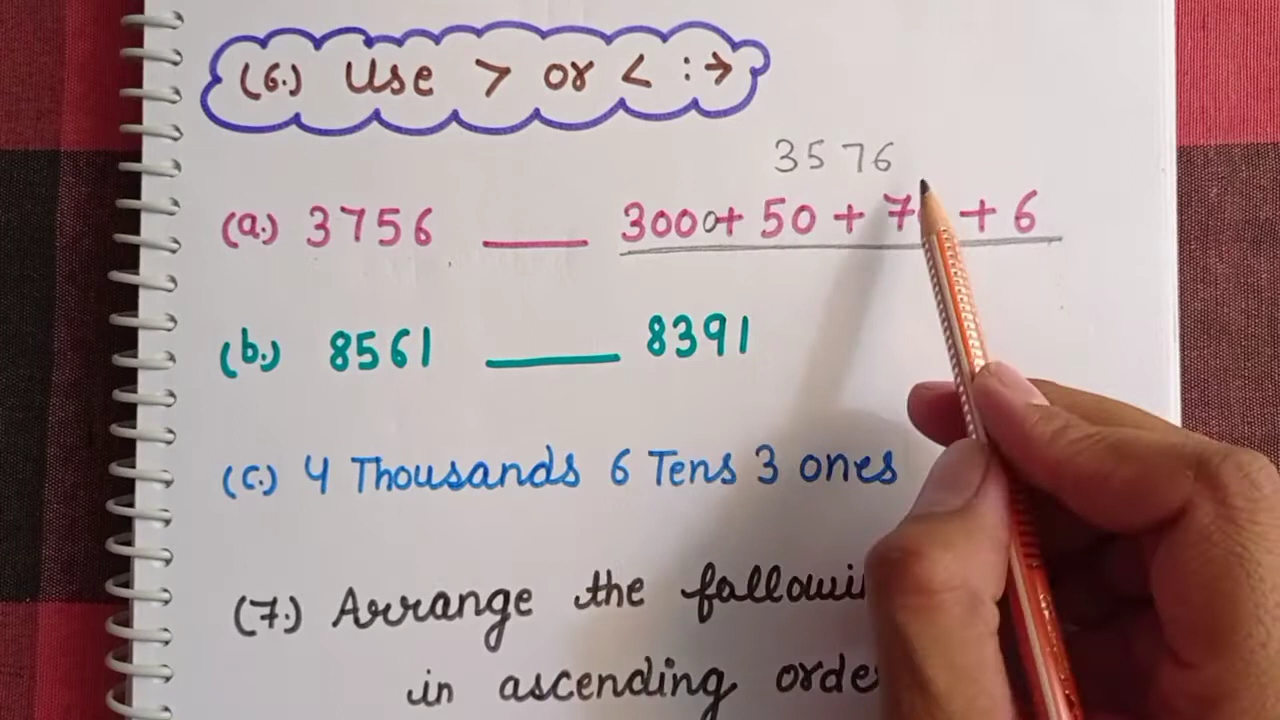 (6.) Use > or < :→
3576
(a.) 3756 ____ 3000+ 50 + 7 + 6
(b.) 8561 ____ 8391
(c.) 4 Thousands 6 Tens 3 ones
(7.) Arrange the
in ascending